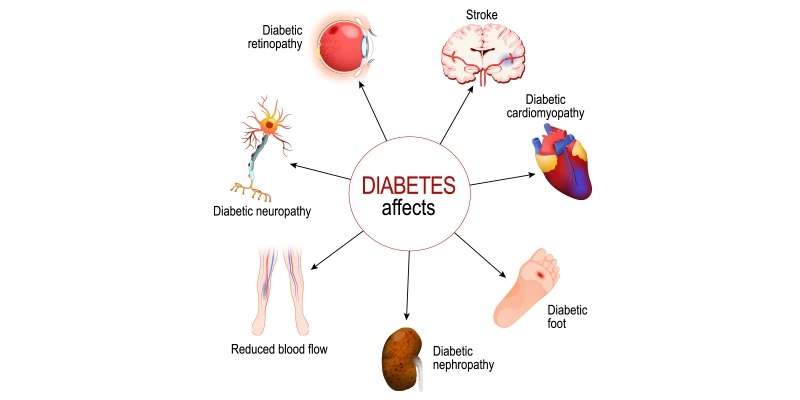 Stroke
Diabetic
retinopathy
Diabetic
cardiomyopathy
DIABETES
affects
Diabetic neuropathy
Diabetic
foot
Reduced blood flow
Diabetic
nephropathy